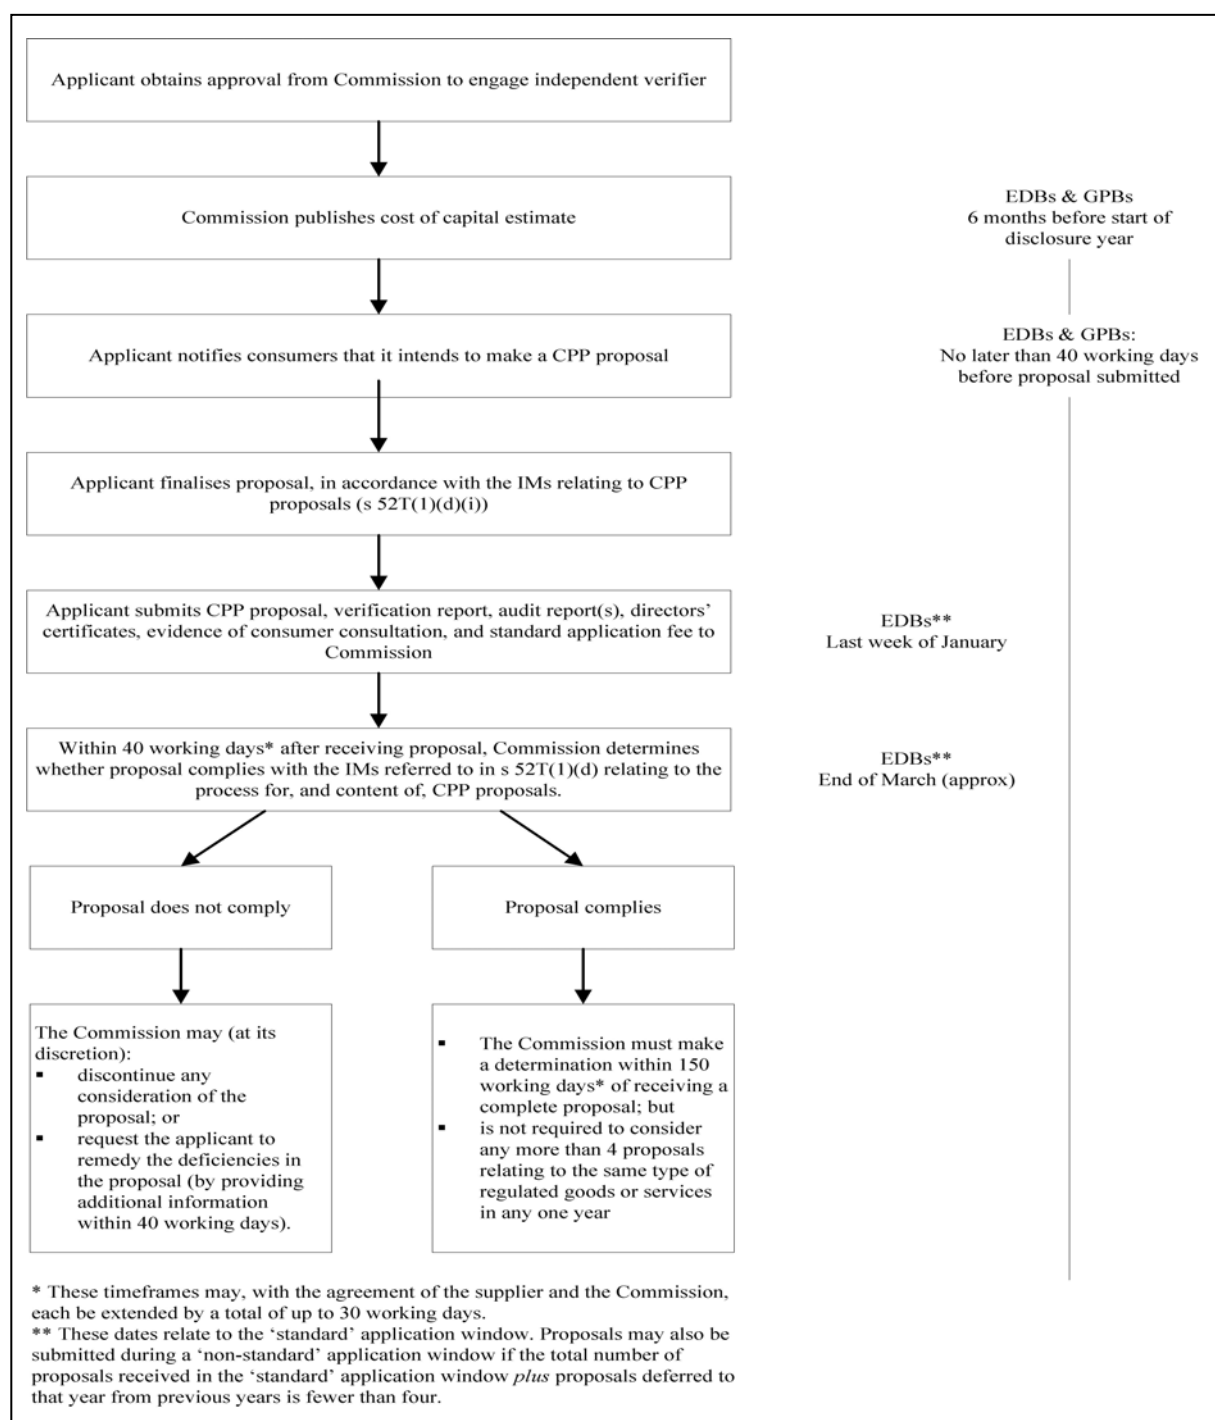 Applicant obtains approval from Commission to engage independent verifier
Commission publishes cost of capital estimate
EDBs & GPBs
6 months before start of
disclosure year
Applicant notifies consumers that it intends to make a CPP proposal
EDBs & GPBs:
No later than 40 working days
before proposal submitted
Applicant finalises proposal, in accordance with the IMs relating to CPP
proposals (s 52T(1)(d)(i))
Applicant submits CPP proposal, verification report, audit report(s), directors'
certificates, evidence of consumer consultation, and standard application fee to
Commission
EDBs**
Last week of January
Within 40 working days* after receiving proposal, Commission determines
whether proposal complies with the IMs referred to in s 52T(1)(d) relating to the
process for, and content of, CPP proposals.
EDBs**
End of March (approx)
Proposal does not comply
Proposal complies
The Commission may (at its
discretion):
▪ discontinue any
consideration of the
proposal; or
▪ request the applicant to
remedy the deficiencies in
the proposal (by providing
additional information
within 40 working days).
▪ The Commission must make
a determination within 150
working days* of receiving a
complete proposal; but
▪ is not required to consider
any more than 4 proposals
relating to the same type of
regulated goods or services
in any one year
* These timeframes may, with the agreement of the supplier and the Commission,
each be extended by a total of up to 30 working days.
** These dates relate to the 'standard' application window. Proposals may also be
submitted during a 'non-standard' application window if the total number of
proposals received in the 'standard' application window plus proposals deferred to
that year from previous years is fewer than four.